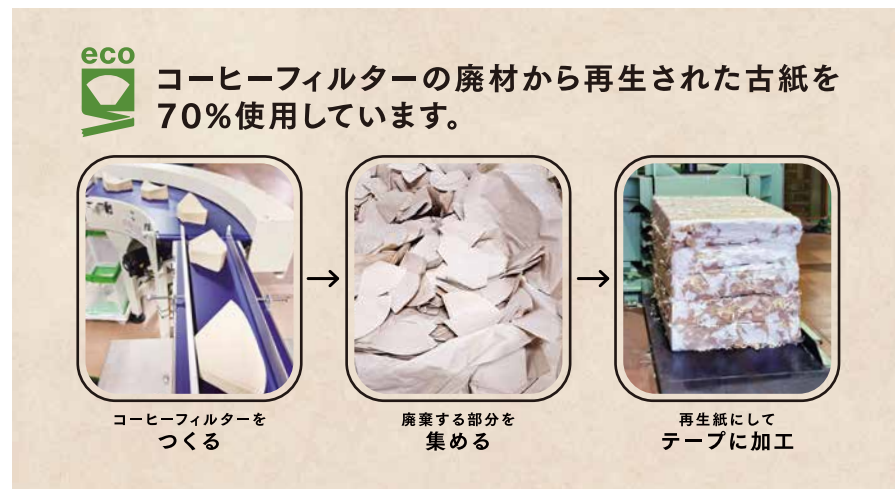 eco
コーヒーフィルターの廃材から再生された古紙を
70%使用しています。
コーヒーフィルターを
つくる
廃棄する部分を
集める
再生紙にして
テープに加工